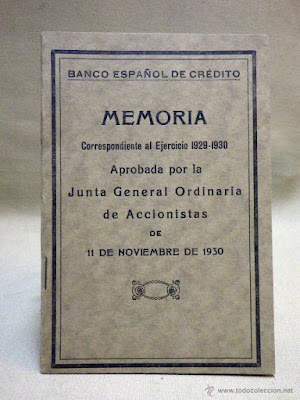 BANCO ESPAÑOL DE CRÉDITO
MEMORIA
Correspondiente al Ejercicio 1929-1930
Aprobada por la
Junta General Ordinaria
de Accionistas
DE
11 DE NOVIEMBRE DE 1930
© www.todocoleccion.net